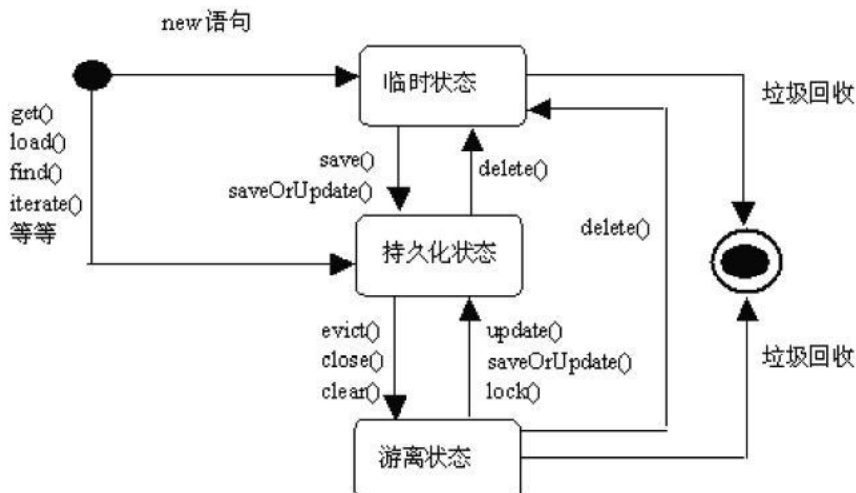 new语句
临时状态
垃圾回收
get()
load()
find()
iterate()
等等
save()
saveOrUpdate()
delete()
delete()
持久化状态
evict()
close()
clear()
update()
saveOrUpdate()
lock()
垃圾回收
游离状态